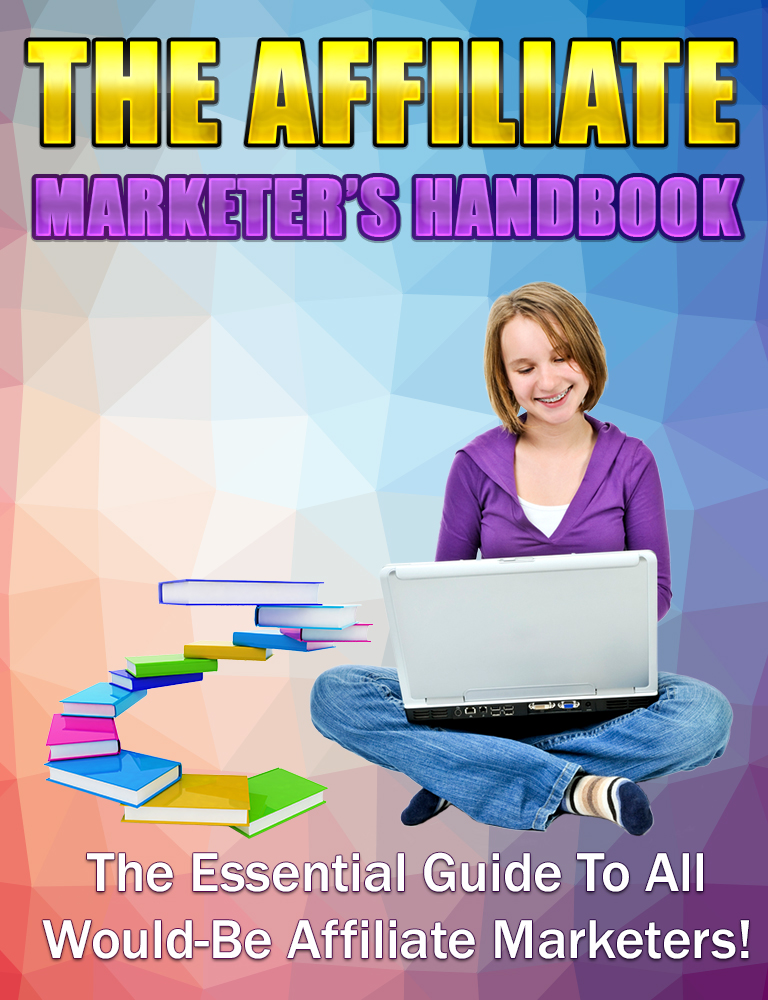 THE AFFILIATE
MARKETER'S HANDBOOK
The Essential Guide To All
Would-Be Affiliate Marketers!